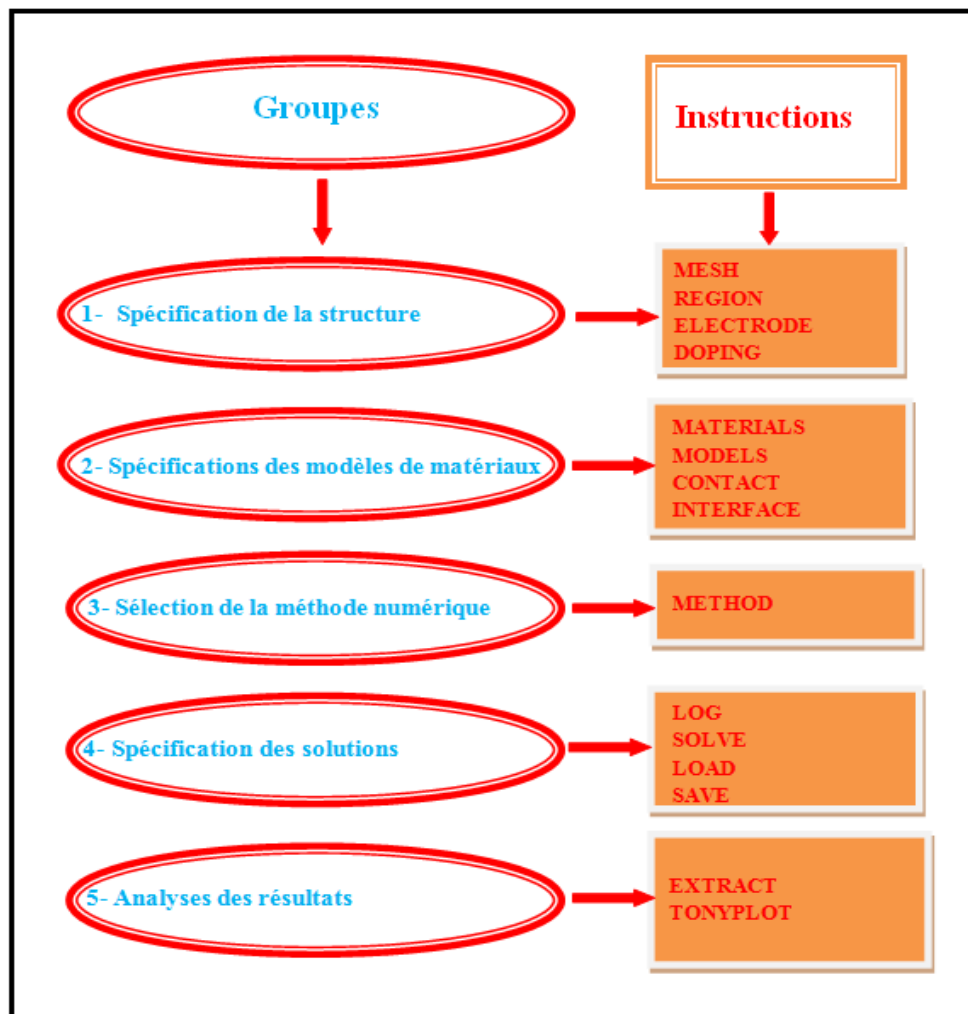 Groupes
Instructions
1- Spécification de la structure
MESH
REGION
ELECTRODE
DOPING
2- Spécifications des modèles de matériaux
MATERIALS
MODELS
CONTACT
INTERFACE
3- Sélection de la méthode numérique
METHOD
4- Spécification des solutions
LOG
SOLVE
LOAD
SAVE
5- Analyses des résultats
EXTRACT
TONYPLOT